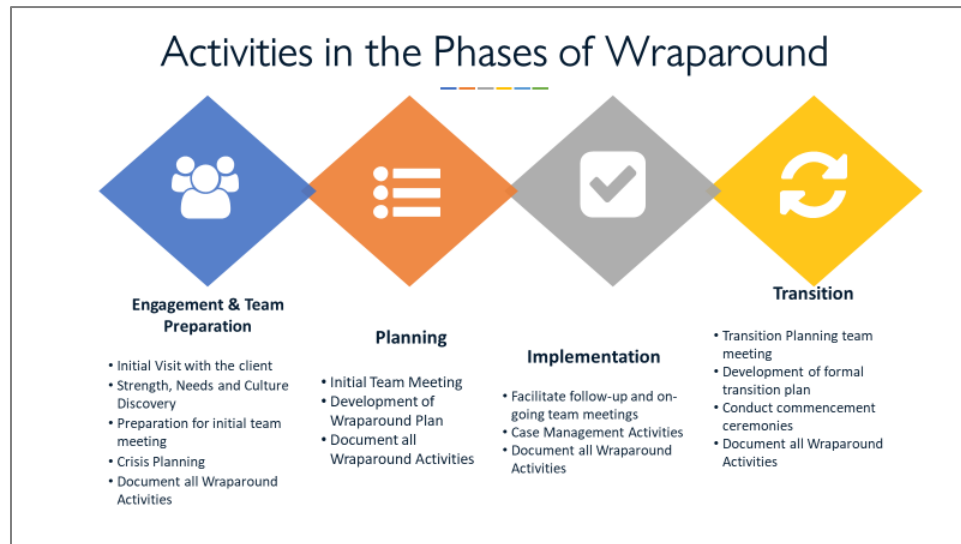 Activities in the Phases of Wraparound
Engagement & Team
Preparation
• Initial Visit with the client
• Strength, Needs and Culture
Discovery
• Preparation for initial team
meeting
• Crisis Planning
• Document all Wraparound
Activities
Planning
• Initial Team Meeting
• Development of
Wraparound Plan
• Document all
Wraparound Activities
Implementation
• Facilitate follow-up and on-
going team meetings
• Case Management Activities
• Document all Wraparound
Activities
Transition
• Transition Planning team
meeting
• Development of formal
transition plan
• Conduct commencement
ceremonies
• Document all Wraparound
Activities